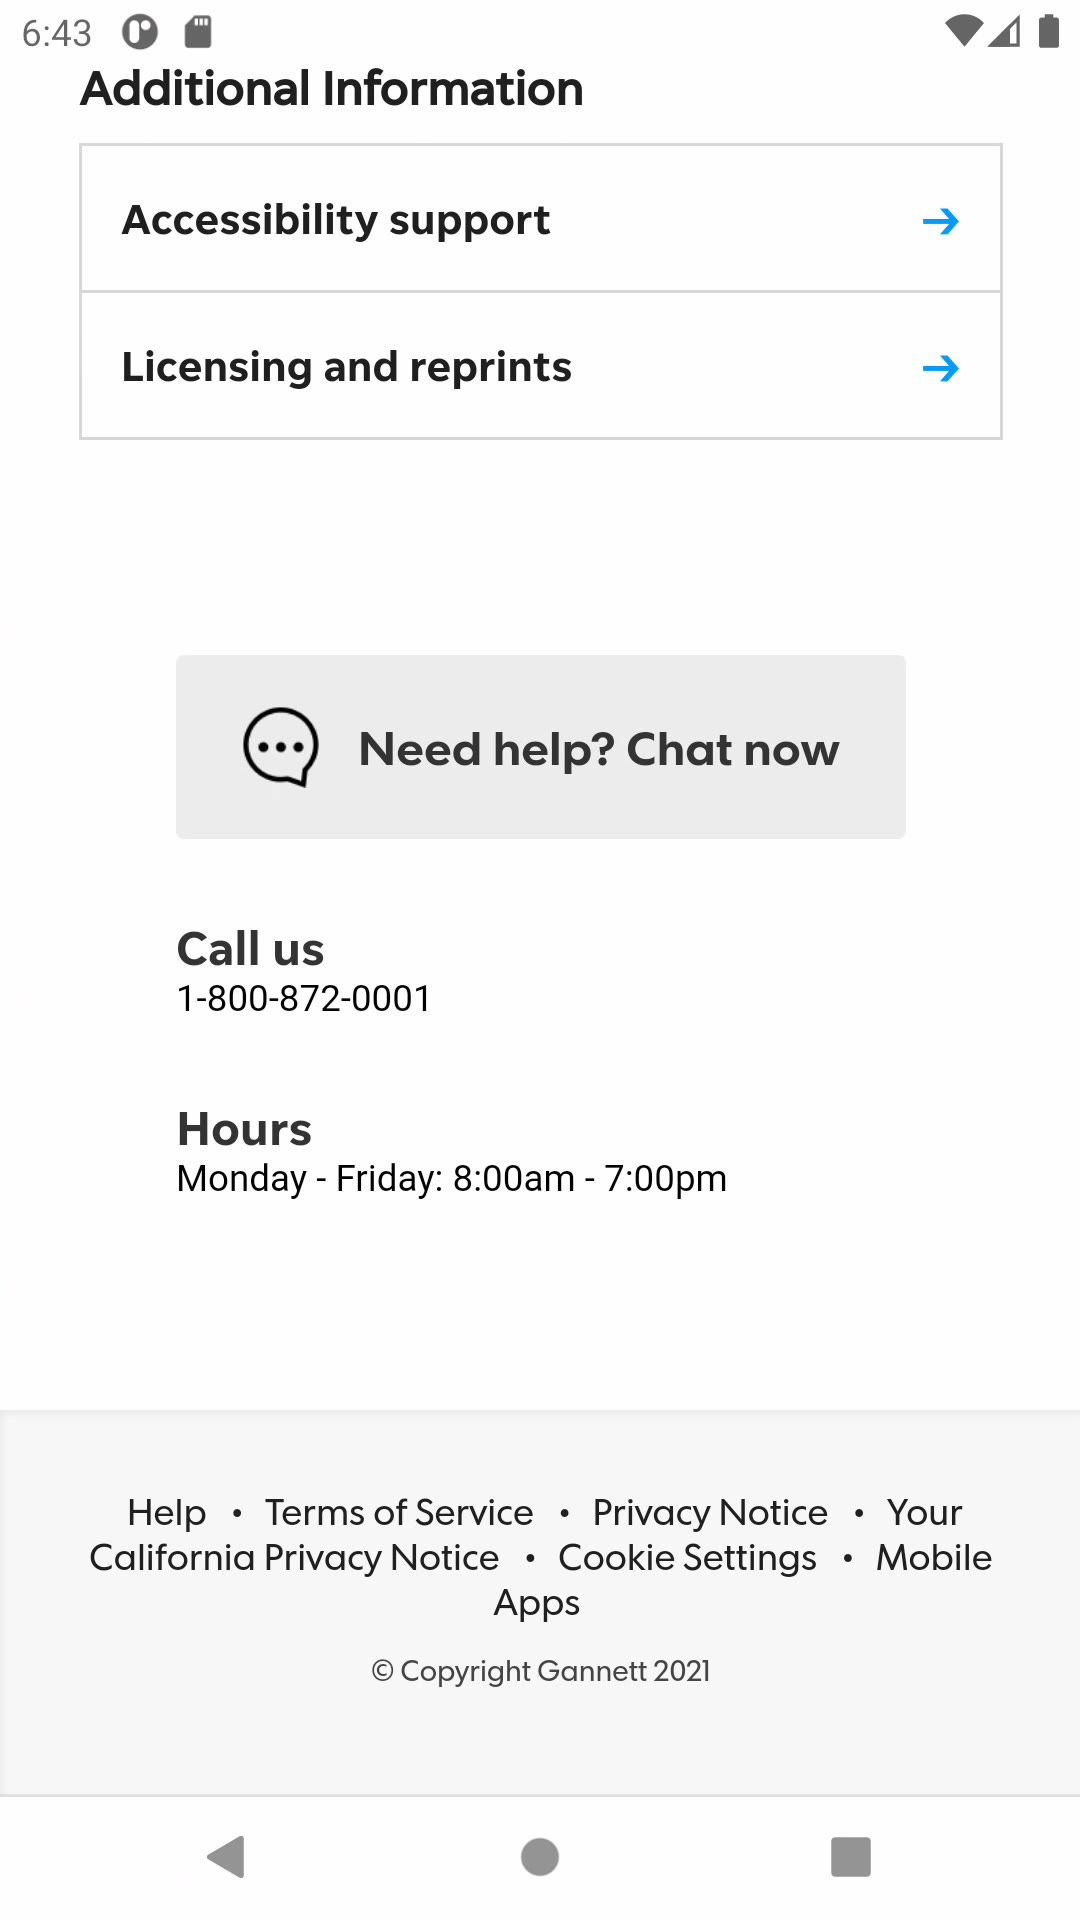 6:43
Additional Information
Accessibility support
Licensing and reprints
Need help? Chat now
Call us
1-800-872-0001
Hours
Monday - Friday: 8:00am - 7:00pm
Help • Terms of Service • Privacy Notice • Your
California Privacy Notice • Cookie Settings • Mobile
Apps
© Copyright Gannett 2021